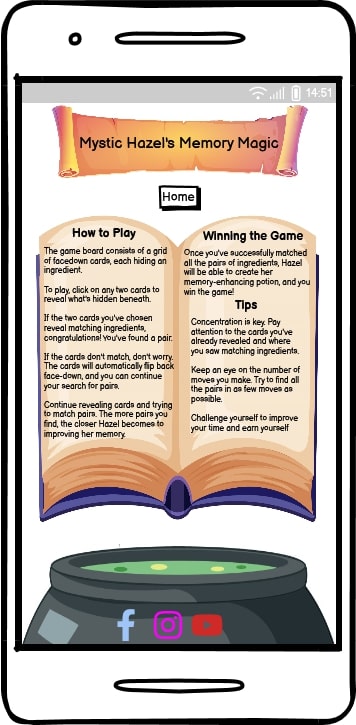 14:51
Mystic Hazel's Memory Magic
Home
How to Play
The game board consists of a grid
of facedown cards, each hiding an
ingredient.
To play, click on any two cards to
reveal what's hidden beneath.
If the two cards you've chosen
reveal matching ingredients,
congratulations! You've found a pair.
If the cards don't match, don't worry.
The cards will automatically flip back
face-down, and you can continue
your search for pairs.
Continue revealing cards and trying
to match pairs. The more pairs you
find, the closer Hazel becomes to
improving her memory.
Winning the Game
Once you've successfully matched
all the pairs of ingredients, Hazel
will be able to create her
memory-enhancing potion, and you
win the game!
Tips
Concentration is key. Pay
attention to the cards you've
already revealed and where
you saw matching ingredients.
Keep an eye on the number of
moves you make. Try to find all
the pairs in as few moves as
possible.
Challenge yourself to improve
your time and earn yourself